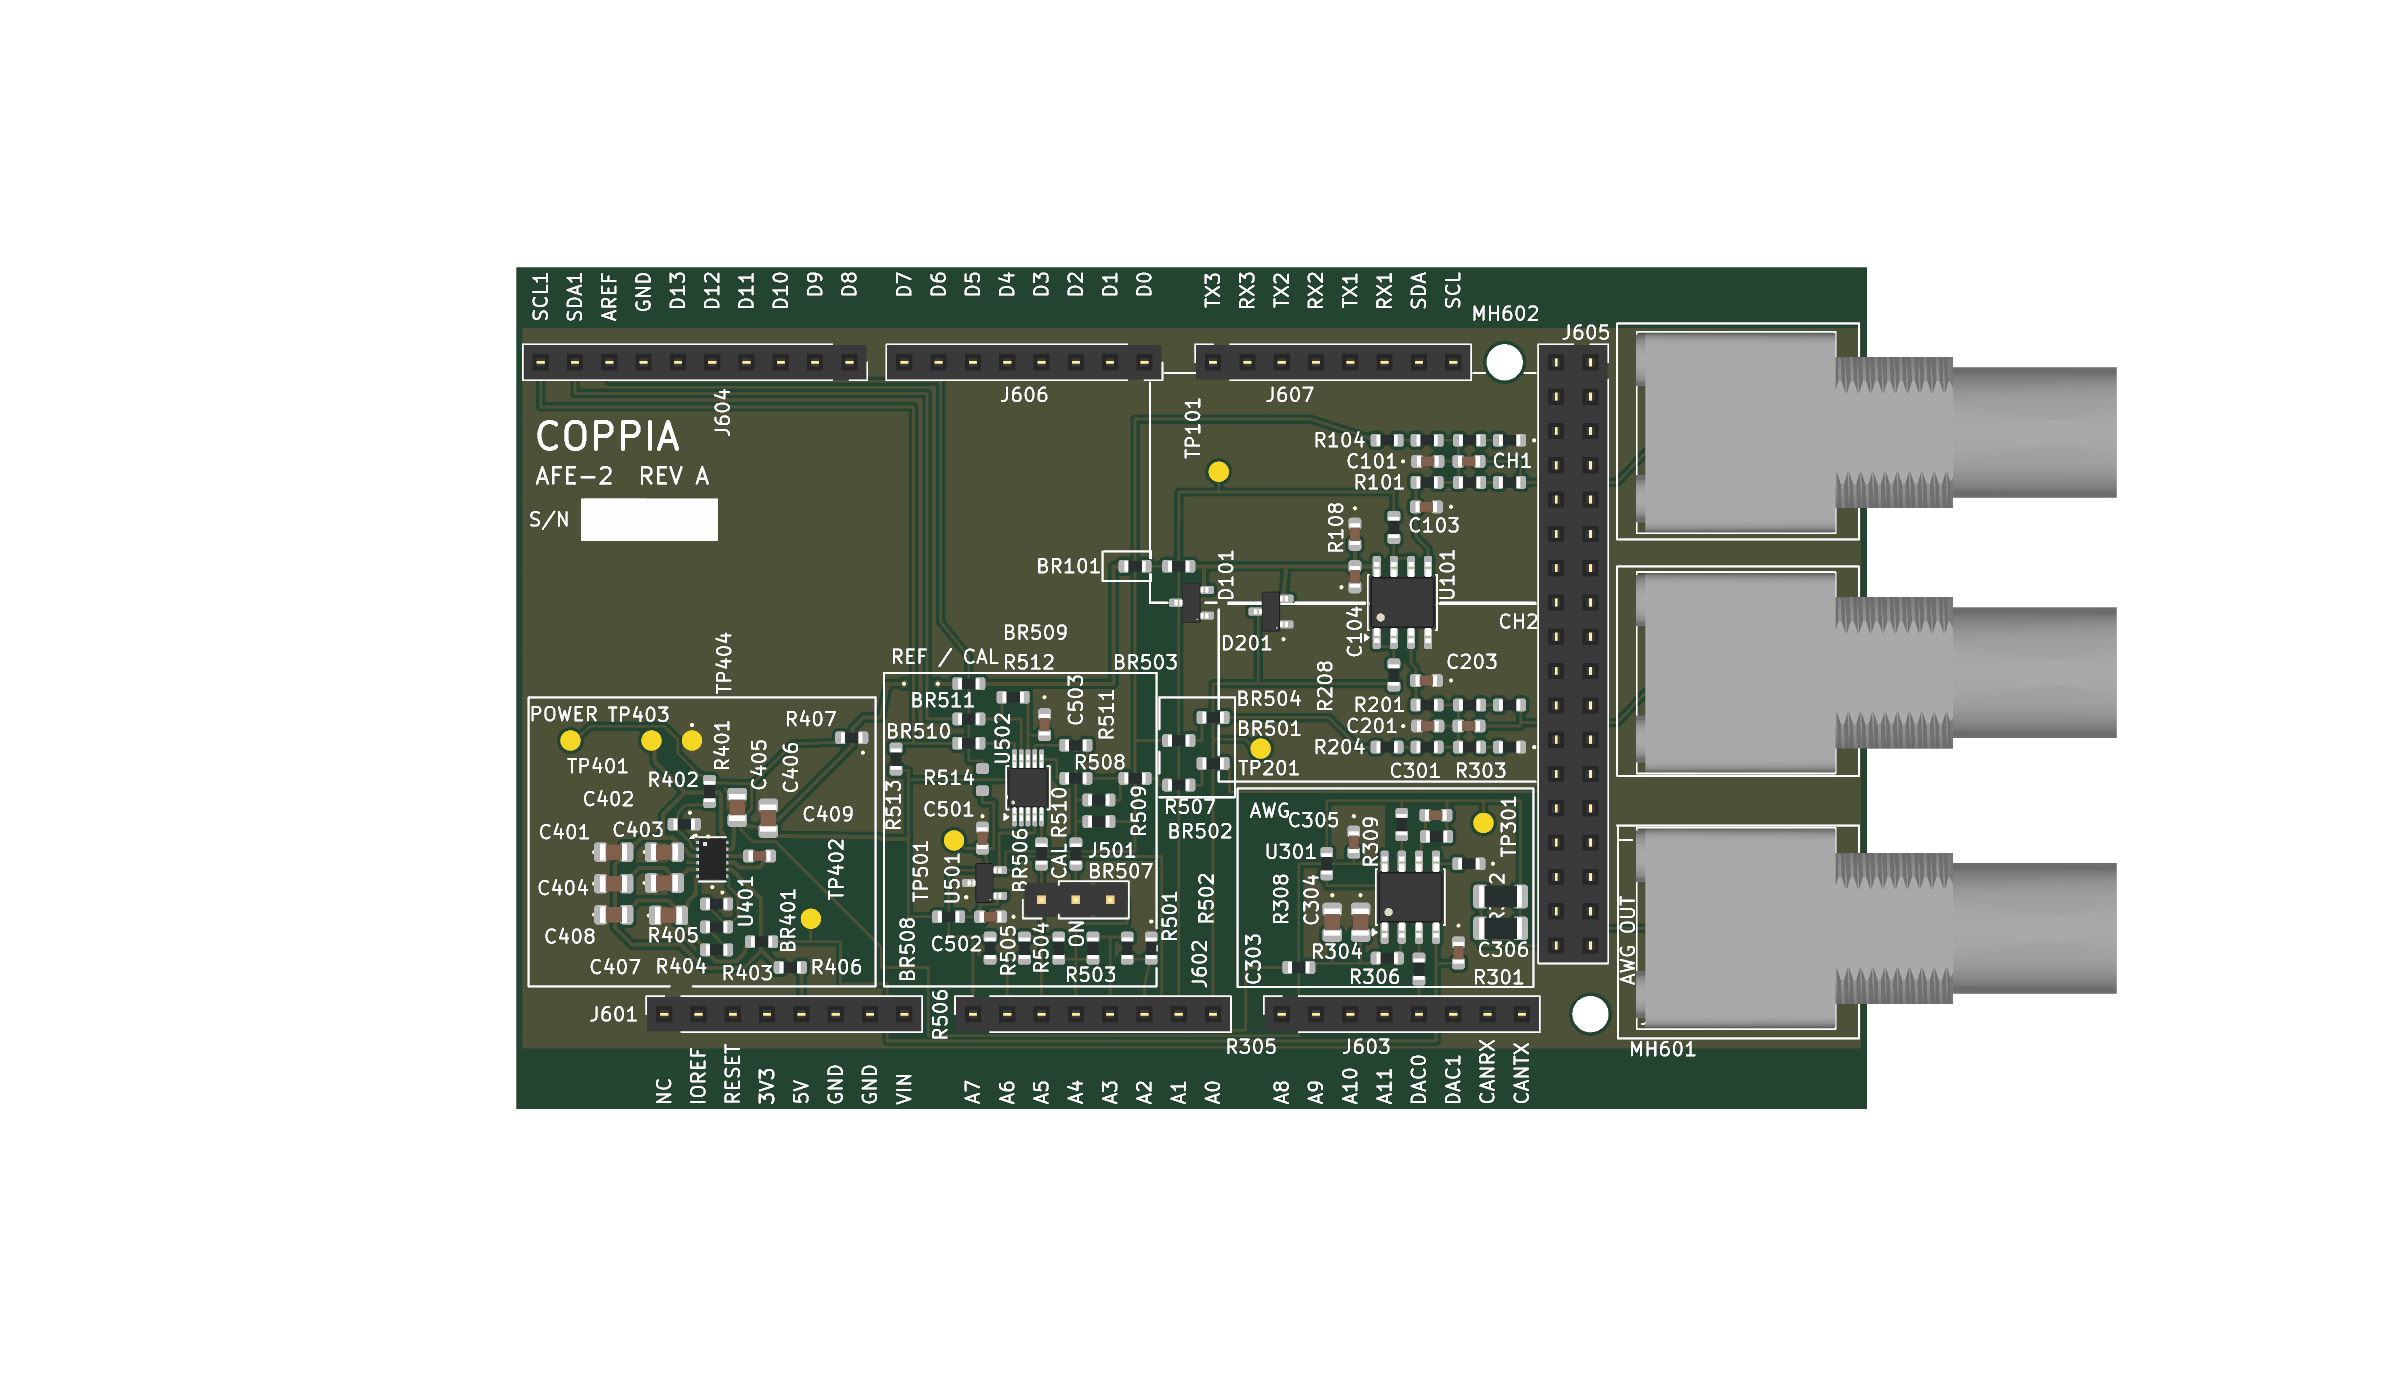 SCL1 SDA1 AREF GND D13 D12 D11 D10 D9 D8 D7 D6 D5 D4 D3 D2 D1 D0 TX3 RX3 TX2 RX2 TX1 RX1 SDA SCL
MH602
J605
J604
J606
J607
TP101
COPPIA
AFE-2 REV A
S/N
R104
C101
CH1
R101
R108
C103
BR101
D101
U101
C104
CH2
D201
BR509
REF / CAL
R512
BR503
C203
TP404
R208
BR511
C503
R511
BR504
R201
POWER
TP403
R407
BR510
U502
BR501
C201
R204
R401
TP401
R402
C405
C406
R514
R508
TP201
C301
R303
C402
R513
C501
R510
R509
R507
AWG
C305
TP301
C409
C401
C403
BR502
R309
U301
BR506
CAL
J501
BR507
TP501
U501
TP402
C404
U401
BR401
R502
R308
C304
R501
AWG OUT
C408
R405
C502
ON
R505
R504
BR508
J602
C303
R304
C306
C407
R404
R403
R406
R503
R306
R301
J601
R506
R305
J603
MH601
NC IOREF RESET 3V3 5V GND GND VIN A7 A6 A5 A4 A3 A2 A1 A0 A8 A9 A10 A11 DAC0 DAC1 CANRX CANTX